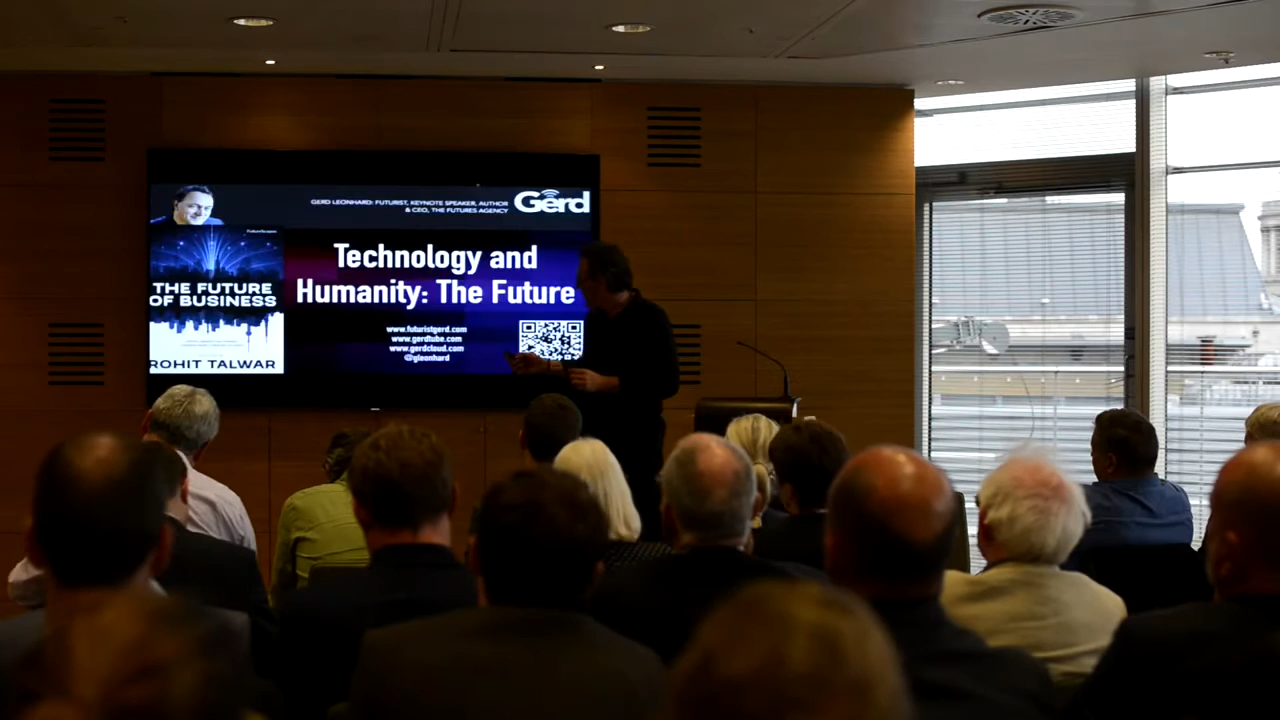 GERD LEONHARD: FUTURIST, KEYNOTE SPEAKER, AUTHOR
& CEO, THE FUTURES AGENCY
Gerd
THE FUTURE
OF BUSINESS
ROHIT TALWAR
Technology and
Humanity: The Future
www.futuristgerd.com
www.gerdtube.com
www.gerdcloud.com
@gleonhard